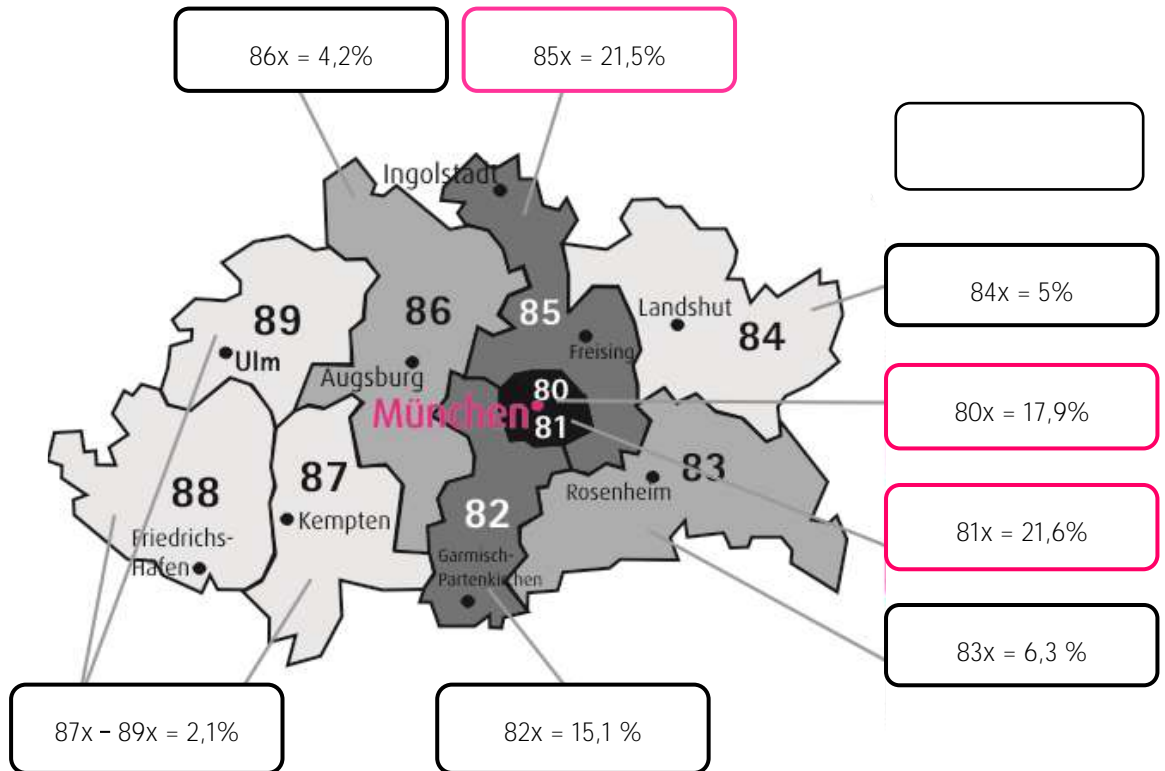 86x = 4,2%
85x = 21,5%
Ingolstadt
84x = 5%
89
86
85
Landshut
84
Ulm
Augsburg
Freising
80
München
81
80x = 17,9%
88
87
83
Rosenheim
82
Kempten
81x = 21,6%
Friedrichs-
Hafen
Garmisch-
Partenkirchen
83x = 6,3 %
87x – 89x = 2,1%
82x = 15,1 %